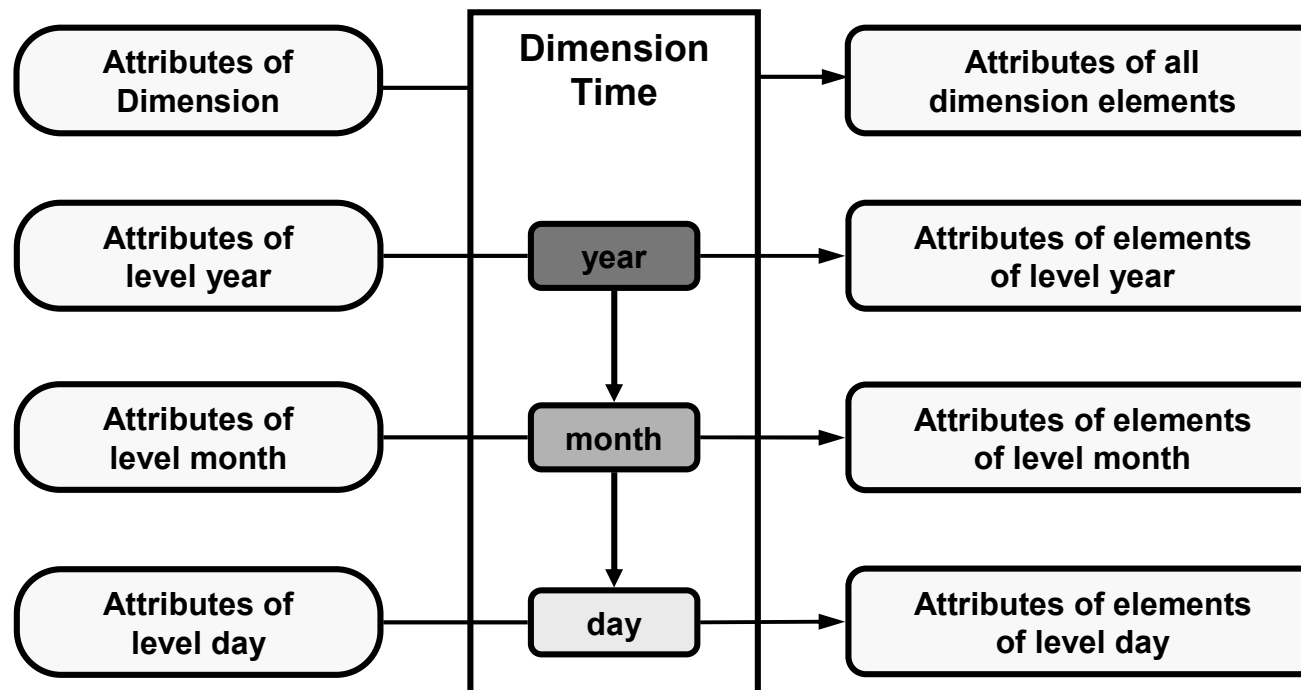 Attributes of
Dimension
Dimension
Time
Attributes of all
dimension elements
Attributes of
level year
year
Attributes of elements
of level year
Attributes of
level month
month
Attributes of elements
of level month
Attributes of
level day
day
Attributes of elements
of level day